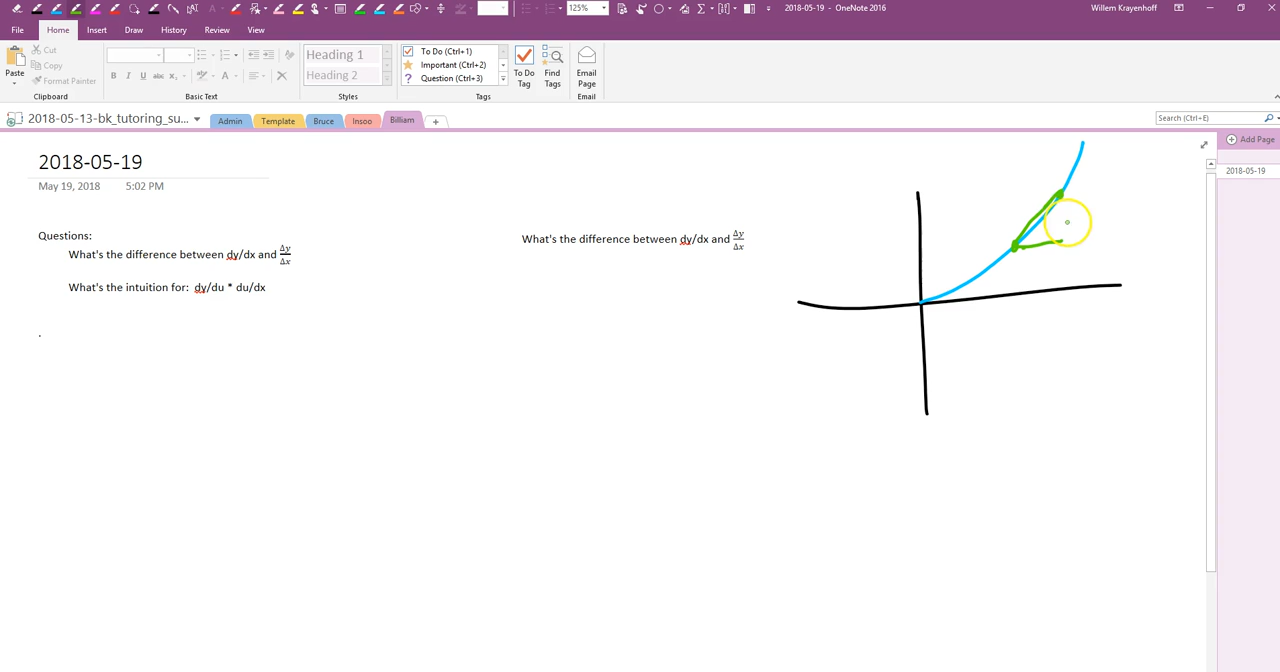 125%
2018-05-19 - OneNote 2016
Willem Krayenhoff
File Home Insert Draw History Review View
Paste
Cut
Copy
Format Painter
Clipboard
B I U abc x₂ A
Basic Text
Heading 1
Heading 2
Styles
To Do (Ctrl+1)
Important (Ctrl+2)
? Question (Ctrl+3)
To Do Tag
Find Tags
Tags
Email Page
Email
2018-05-13-bk_tutoring_su...
Admin Template Bruce Insoo Billiam
Search (Ctrl+E)
Add Page
2018-05-19
2018-05-19
May 19, 2018 5:02 PM
Questions:
What's the difference between dy/dx and Δy/Δx
What's the intuition for: dy/du * du/dx
.
What's the difference between dy/dx and Δy/Δx